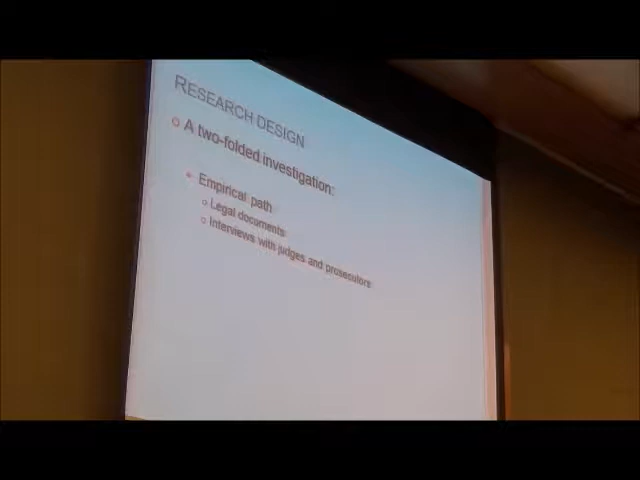 RESEARCH DESIGN
A two-folded investigation:
Empirical path
Legal documents
Interviews with judges and prosecutors